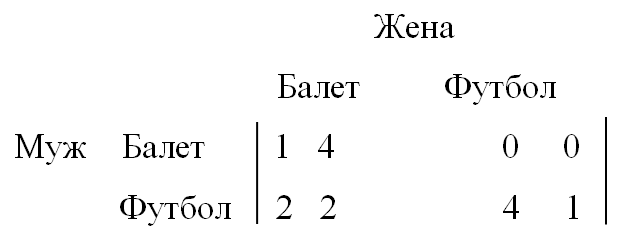 Жена
Балет Футбол
Муж Балет 1 4 0 0
Футбол 2 2 4 1